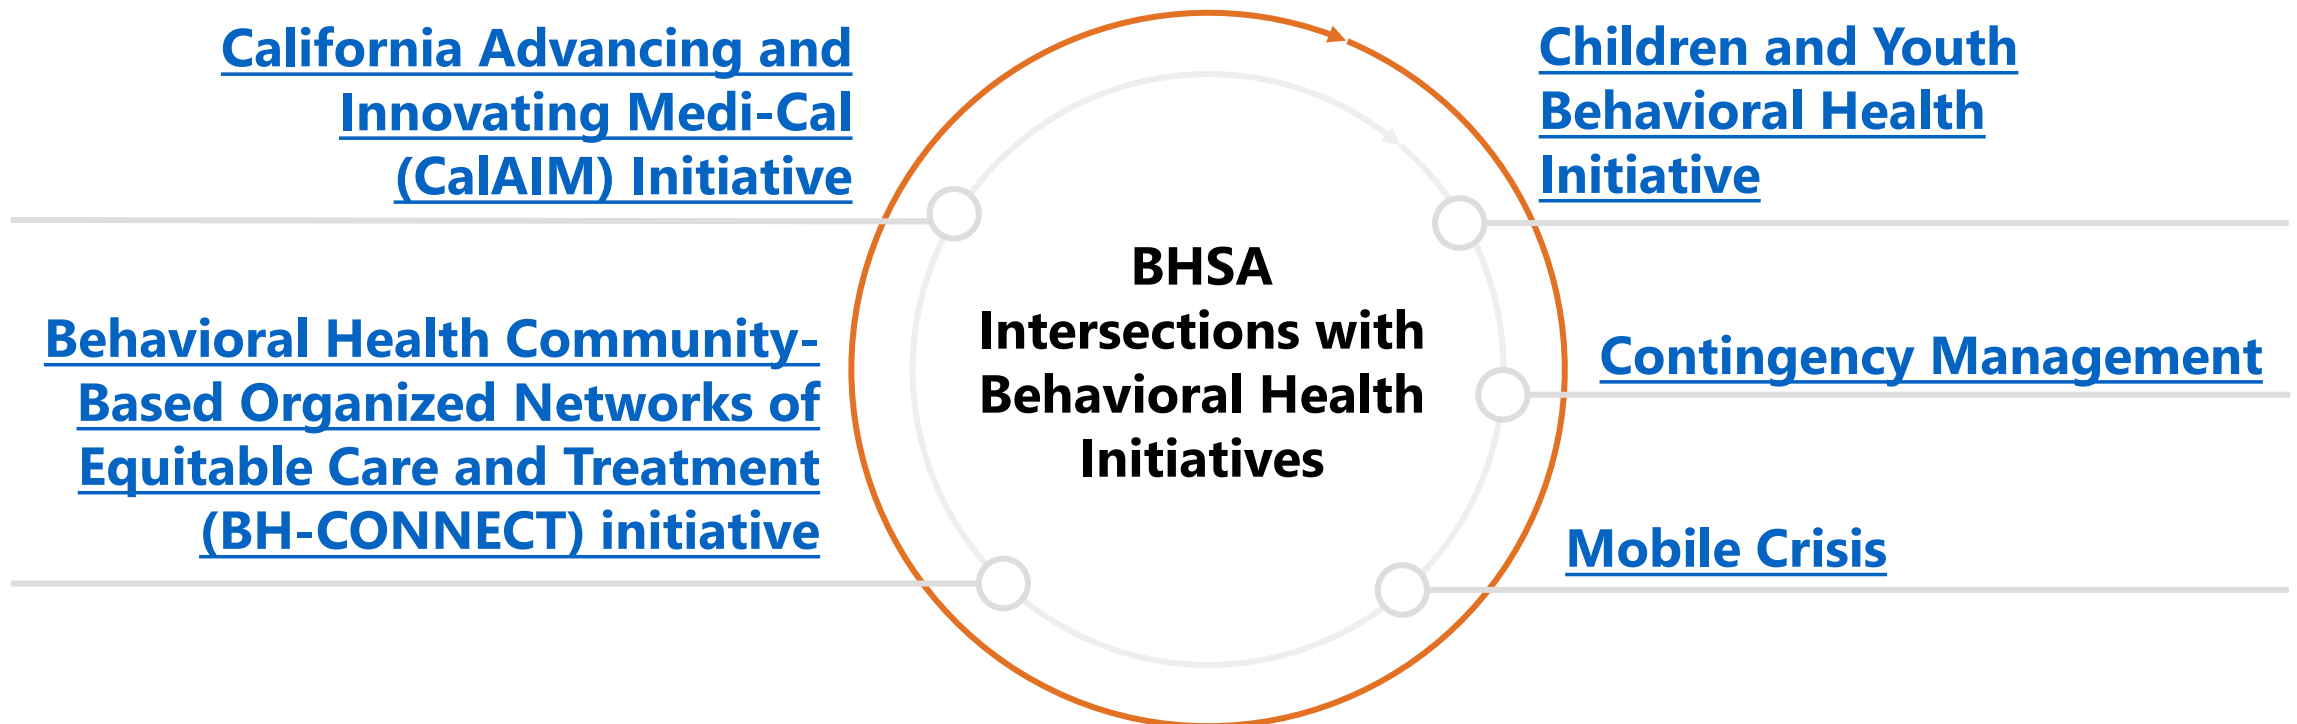 California Advancing and
Innovating Medi-Cal
(CalAIM) Initiative
Behavioral Health Community-
Based Organized Networks of
Equitable Care and Treatment
(BH-CONNECT) initiative
BHSA
Intersections with
Behavioral Health
Initiatives
Children and Youth
Behavioral Health
Initiative
Contingency Management
Mobile Crisis